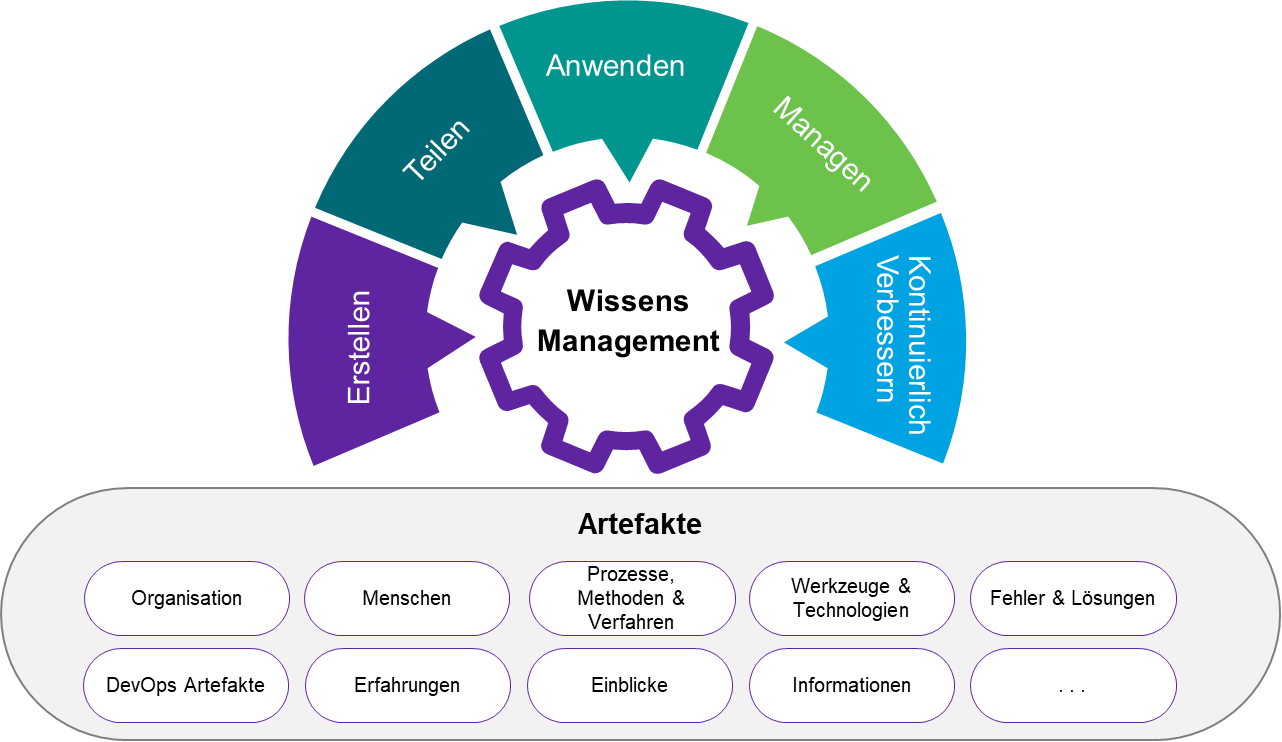 Erstellen
Teilen
Anwenden
Managen
Kontinuierlich
Verbessern
Wissens
Management
Artefakte
Organisation
Menschen
Prozesse,
Methoden &
Verfahren
Werkzeuge &
Technologien
Fehler & Lösungen
DevOps Artefakte
Erfahrungen
Einblicke
Informationen
. . .